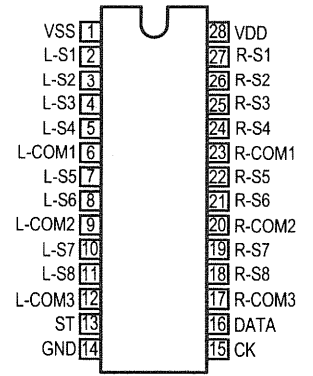 VSS 1 28 VDD
L-S1 2 27 R-S1
L-S2 3 26 R-S2
L-S3 4 25 R-S3
L-S4 5 24 R-S4
L-COM1 6 23 R-COM1
L-S5 7 22 R-S5
L-S6 8 21 R-S6
L-COM2 9 20 R-COM2
L-S7 10 19 R-S7
L-S8 11 18 R-S8
L-COM3 12 17 R-COM3
ST 13 16 DATA
GND 14 15 CK